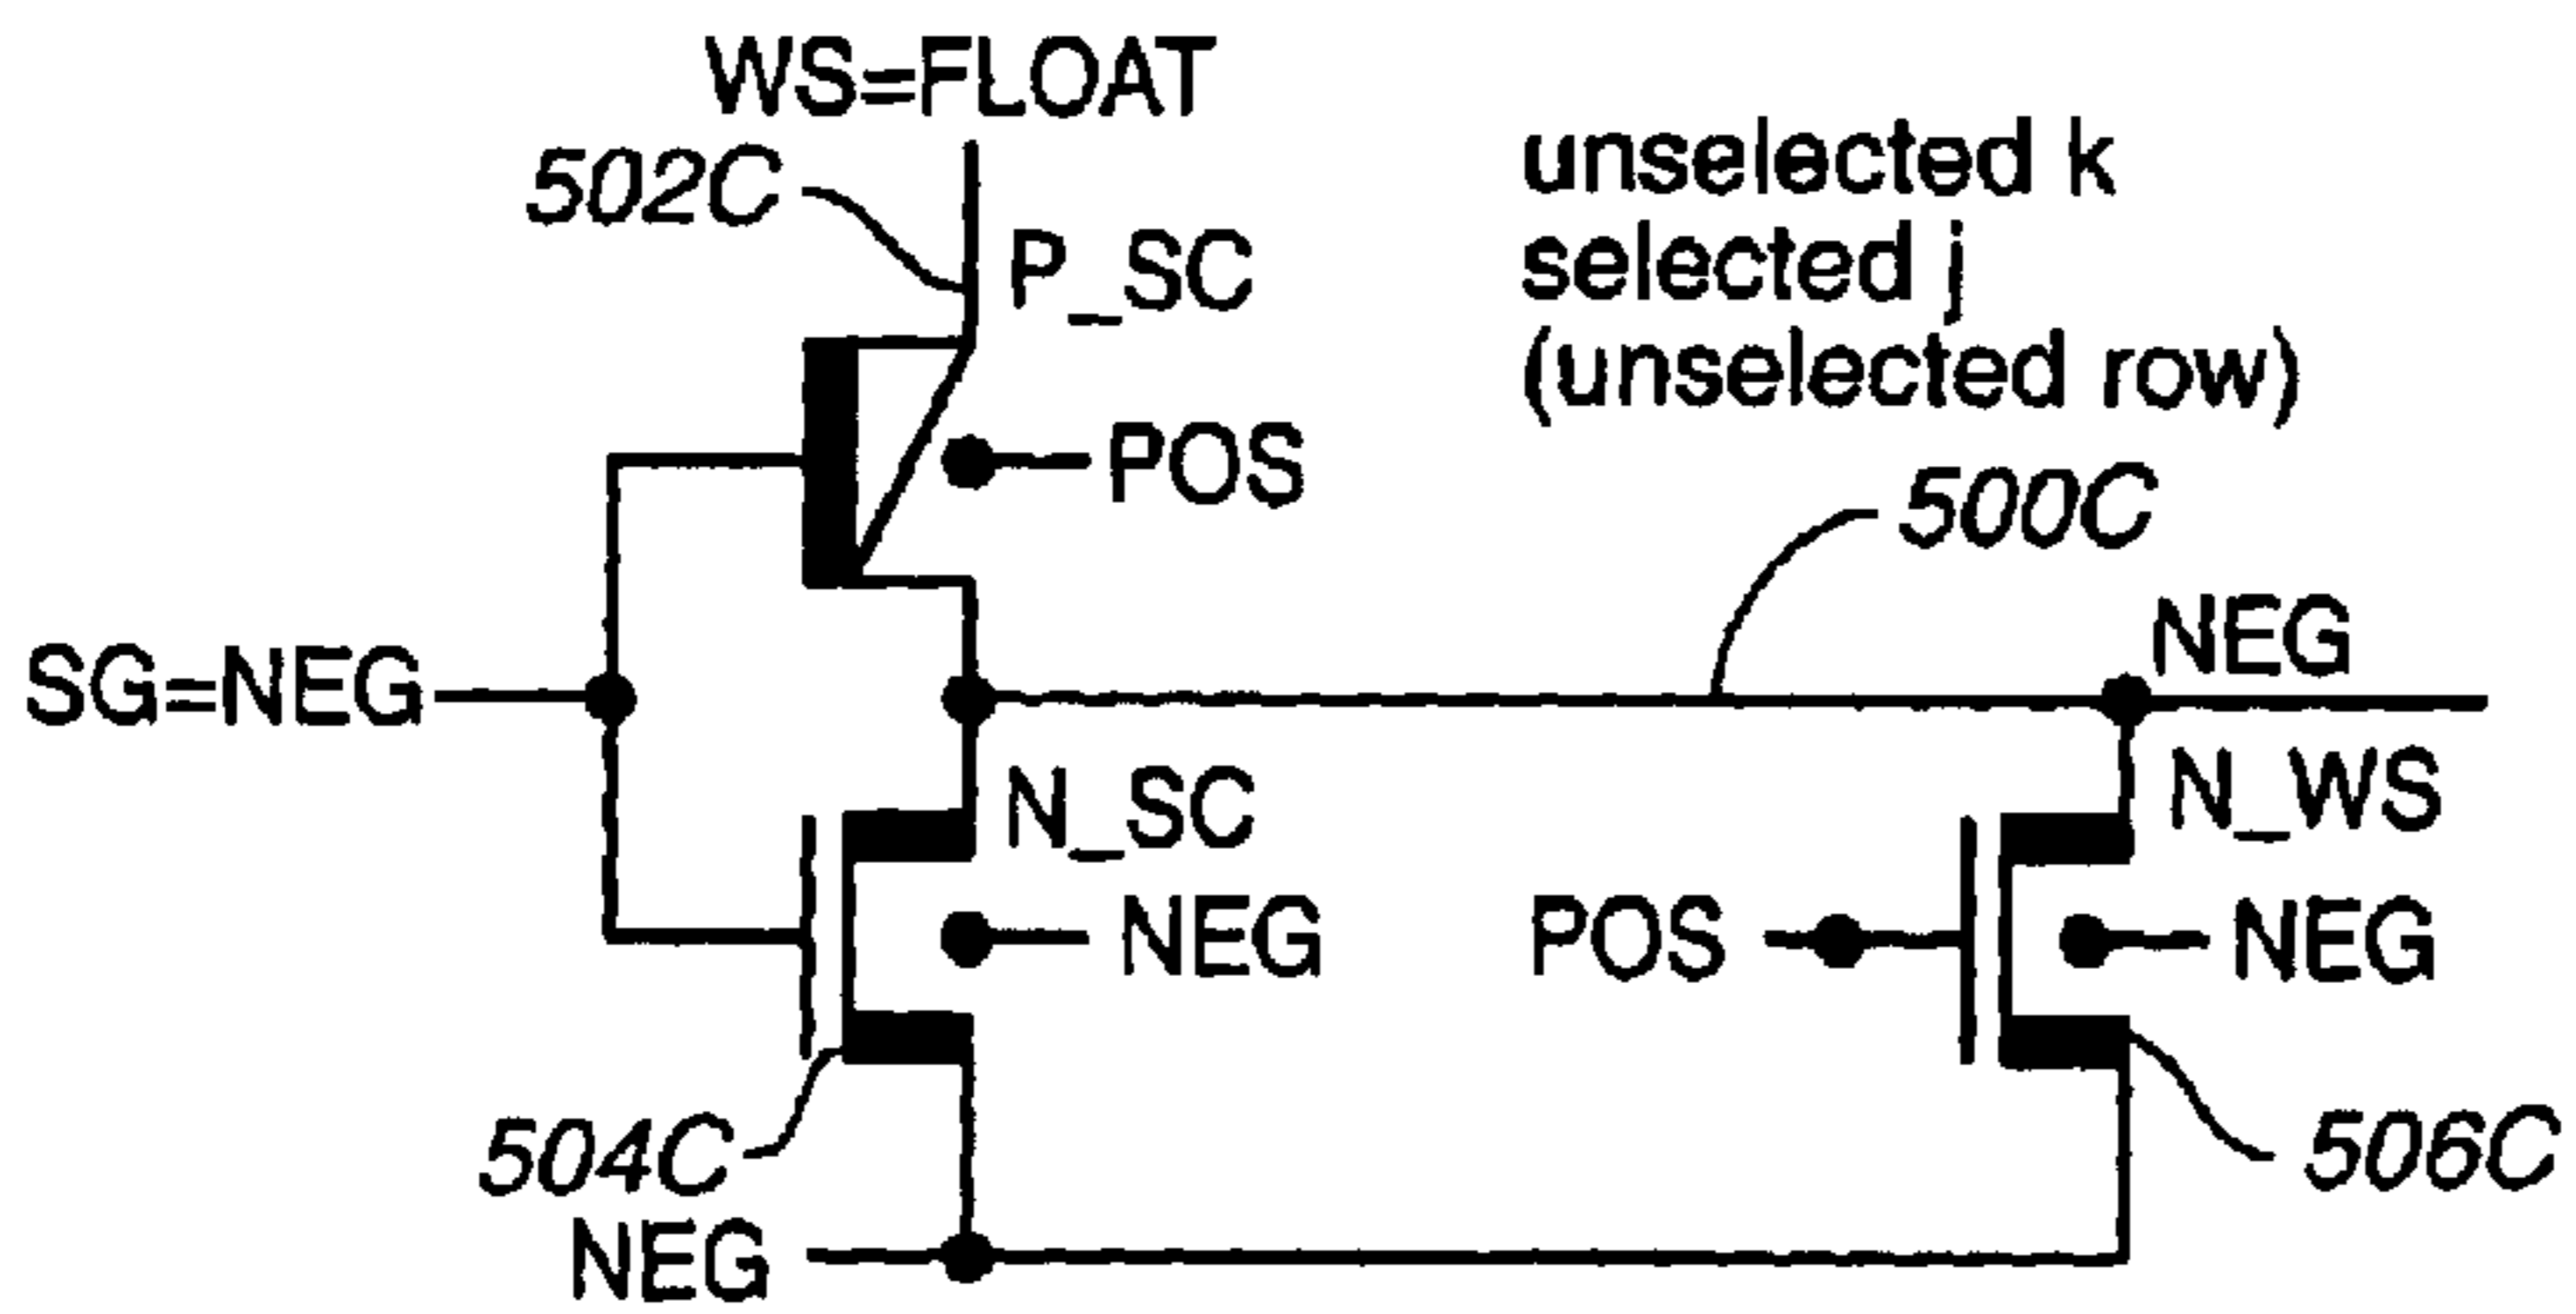 WS=FLOAT
502C
P_SC
unselected k
selected j
(unselected row)
POS
500C
SG=NEG
NEG
N_SC
N_WS
NEG
POS
NEG
504C
506C
NEG